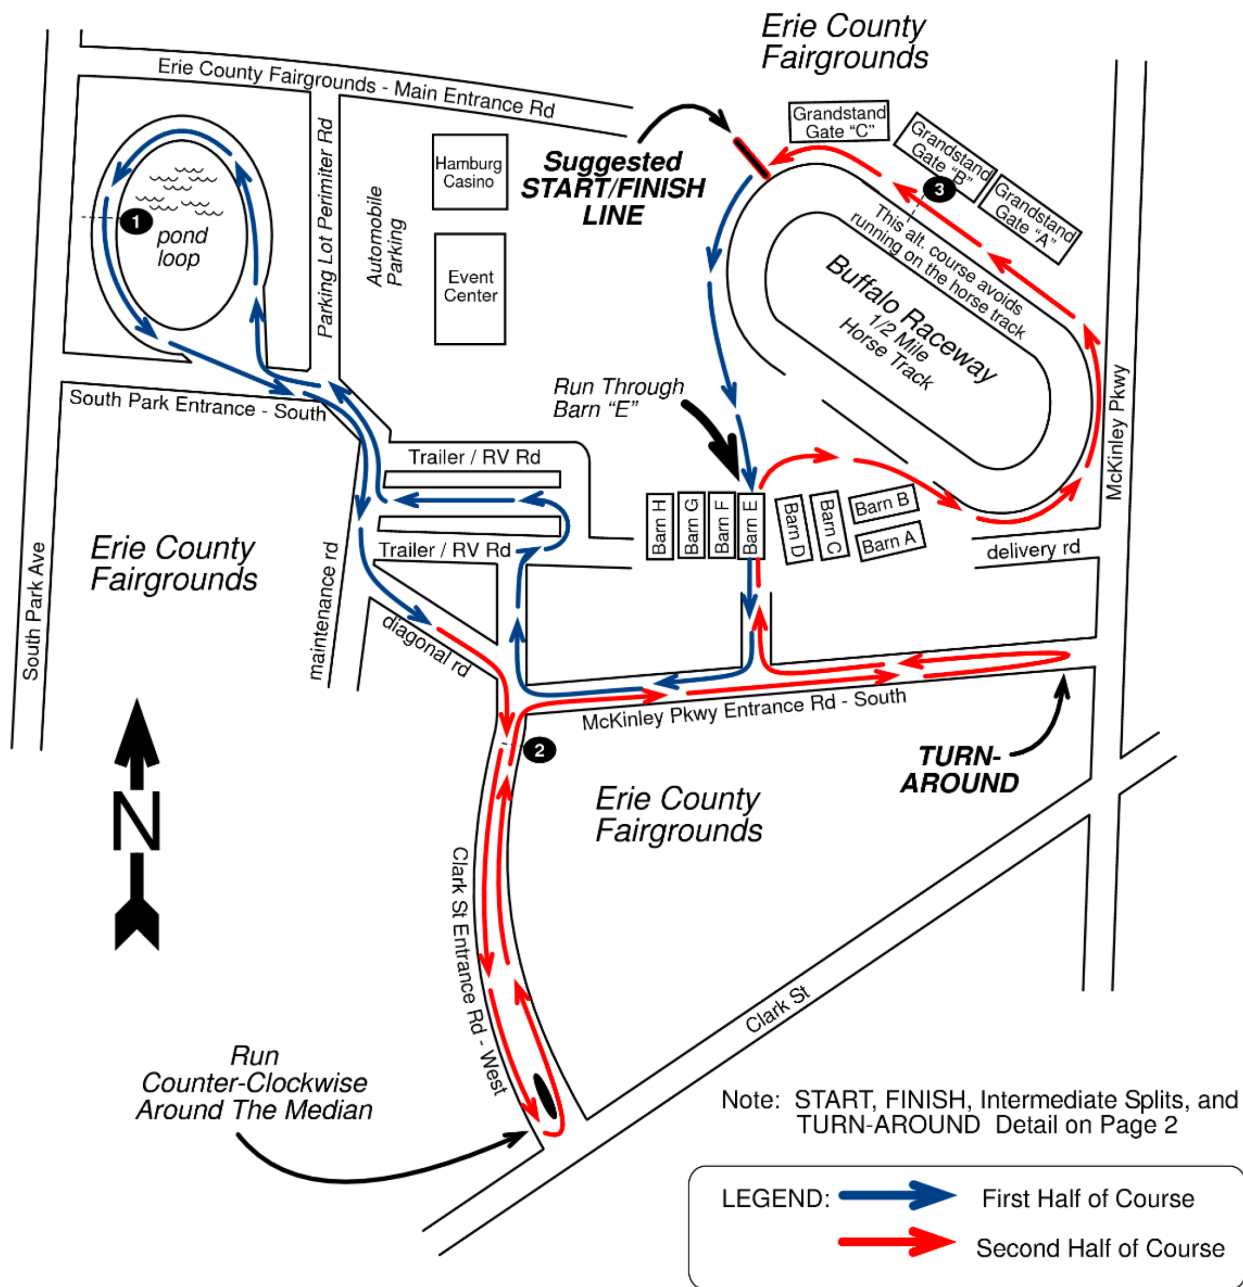 Erie County
Fairgrounds
Erie County Fairgrounds - Main Entrance Rd
Grandstand
Gate "C"
Grandstand
Gate "B"
Grandstand
Gate "A"
Hamburg
Casino
Suggested
START/FINISH
LINE
Parking Lot Perimeter Rd
Automobile
Parking
3
1
pond
loop
Event
Center
This alt. course avoids
running on the horse track
Buffalo Raceway
1/2 Mile
Horse Track
Run Through
Barn "E"
South Park Entrance - South
McKinley Pkwy
Trailer / RV Rd
Barn H
Barn G
Barn F
Barn E
Barn D
Barn C
Barn B
Barn A
Erie County
Fairgrounds
Trailer / RV Rd
delivery rd
South Park Ave
maintenance rd
diagonal rd
McKinley Pkwy Entrance Rd - South
2
TURN-
AROUND
N
Erie County
Fairgrounds
Clark St Entrance Rd - West
Clark St
Run
Counter-Clockwise
Around The Median
Note: START, FINISH, Intermediate Splits, and
TURN-AROUND Detail on Page 2
LEGEND:
First Half of Course
Second Half of Course